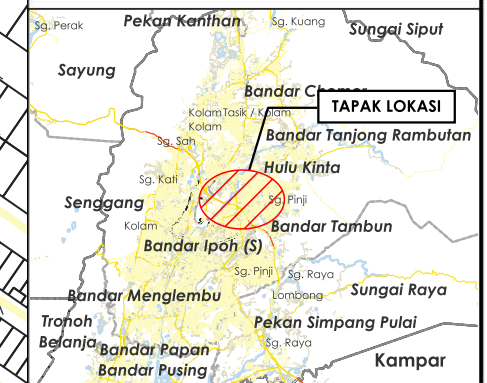 Pekan Kanthan
Sg. Perak
Sg. Kuang
Sungai Siput
Sayung
Bandar Chemor
TAPAK LOKASI
Kolam Tasik / Kolam
Kolam
Bandar Tanjong Rambutan
Sg. Sah
Hulu Kinta
Sg. Kati
Senggang
Sg. Pinji
Kolam
Bandar Tambun
Bandar Ipoh (S)
Sg. Pinji
Sg. Raya
Sungai Raya
Bandar Menglembu
Lombong
Tronoh
Belanja
Pekan Simpang Pulai
Sg. Raya
Bandar Papan
Kampar
Bandar Pusing